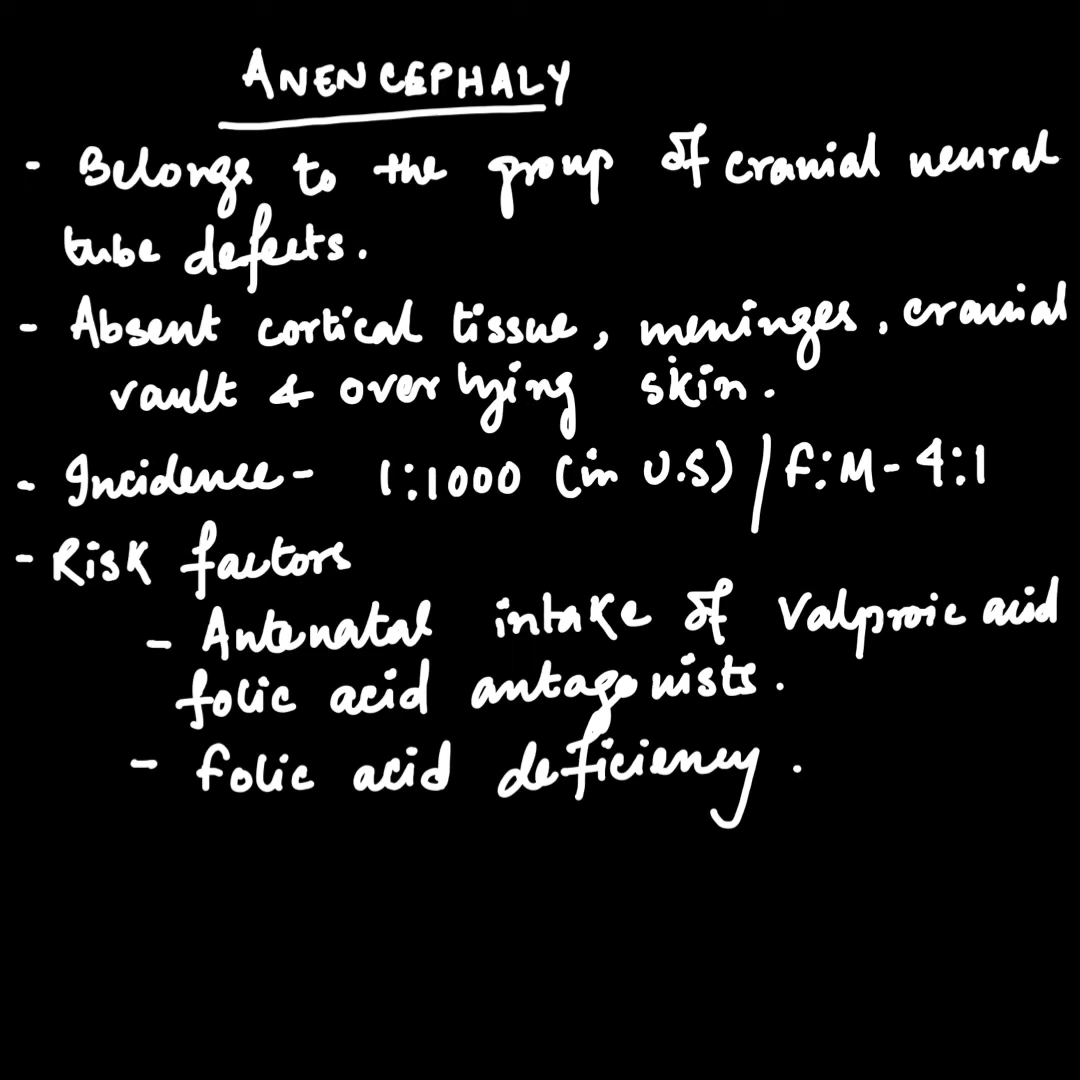 ANENCEPHALY
- Belongs to the group of cranial neural
tube defects.
- Absent cortical tissue, meninges, cranial
vault & overlying skin.
- Incidence - 1:1000 (in U.S) / F:M - 4:1
- Risk factors
- Antenatal intake of Valproic acid
folic acid antagonists.
- Folic acid deficiency.